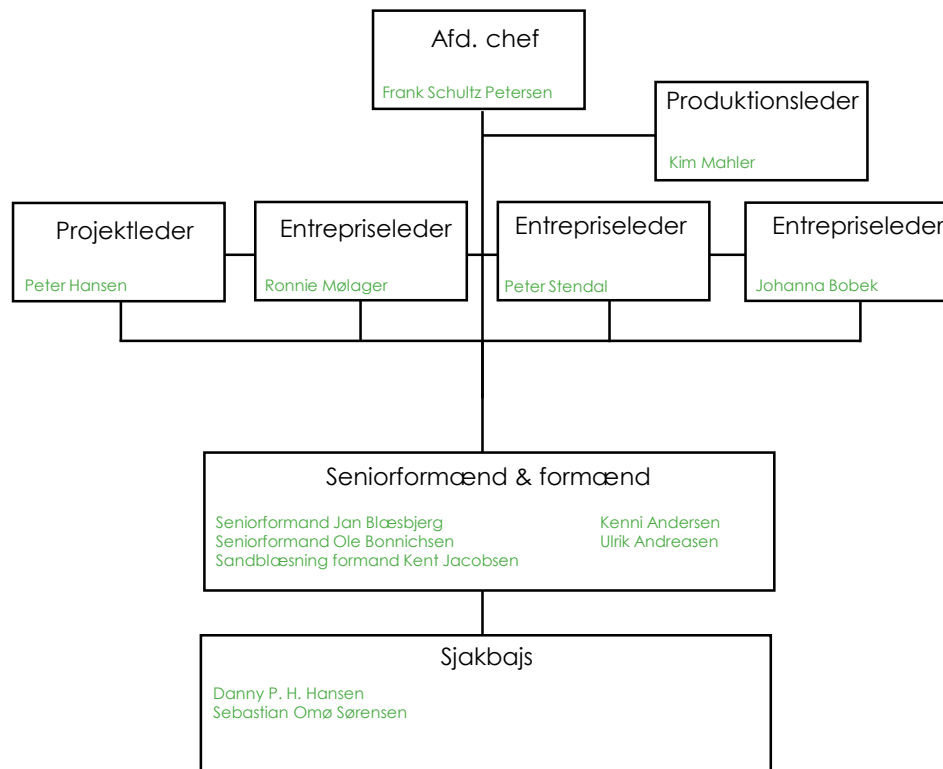 Afd. chef
Frank Schultz Petersen
Produktionsleder
Kim Mahler
Projektleder
Peter Hansen
Entrepriseleder
Ronnie Mølager
Entrepriseleder
Peter Stendal
Entrepriseleder
Johanna Bobek
Seniorformænd & formænd
Seniorformand Jan Blæsbjerg
Seniorformand Ole Bonnichsen
Sandblæsning formand Kent Jacobsen
Kenni Andersen
Ulrik Andreasen
Sjakbajs
Danny P. H. Hansen
Sebastian Omø Sørensen